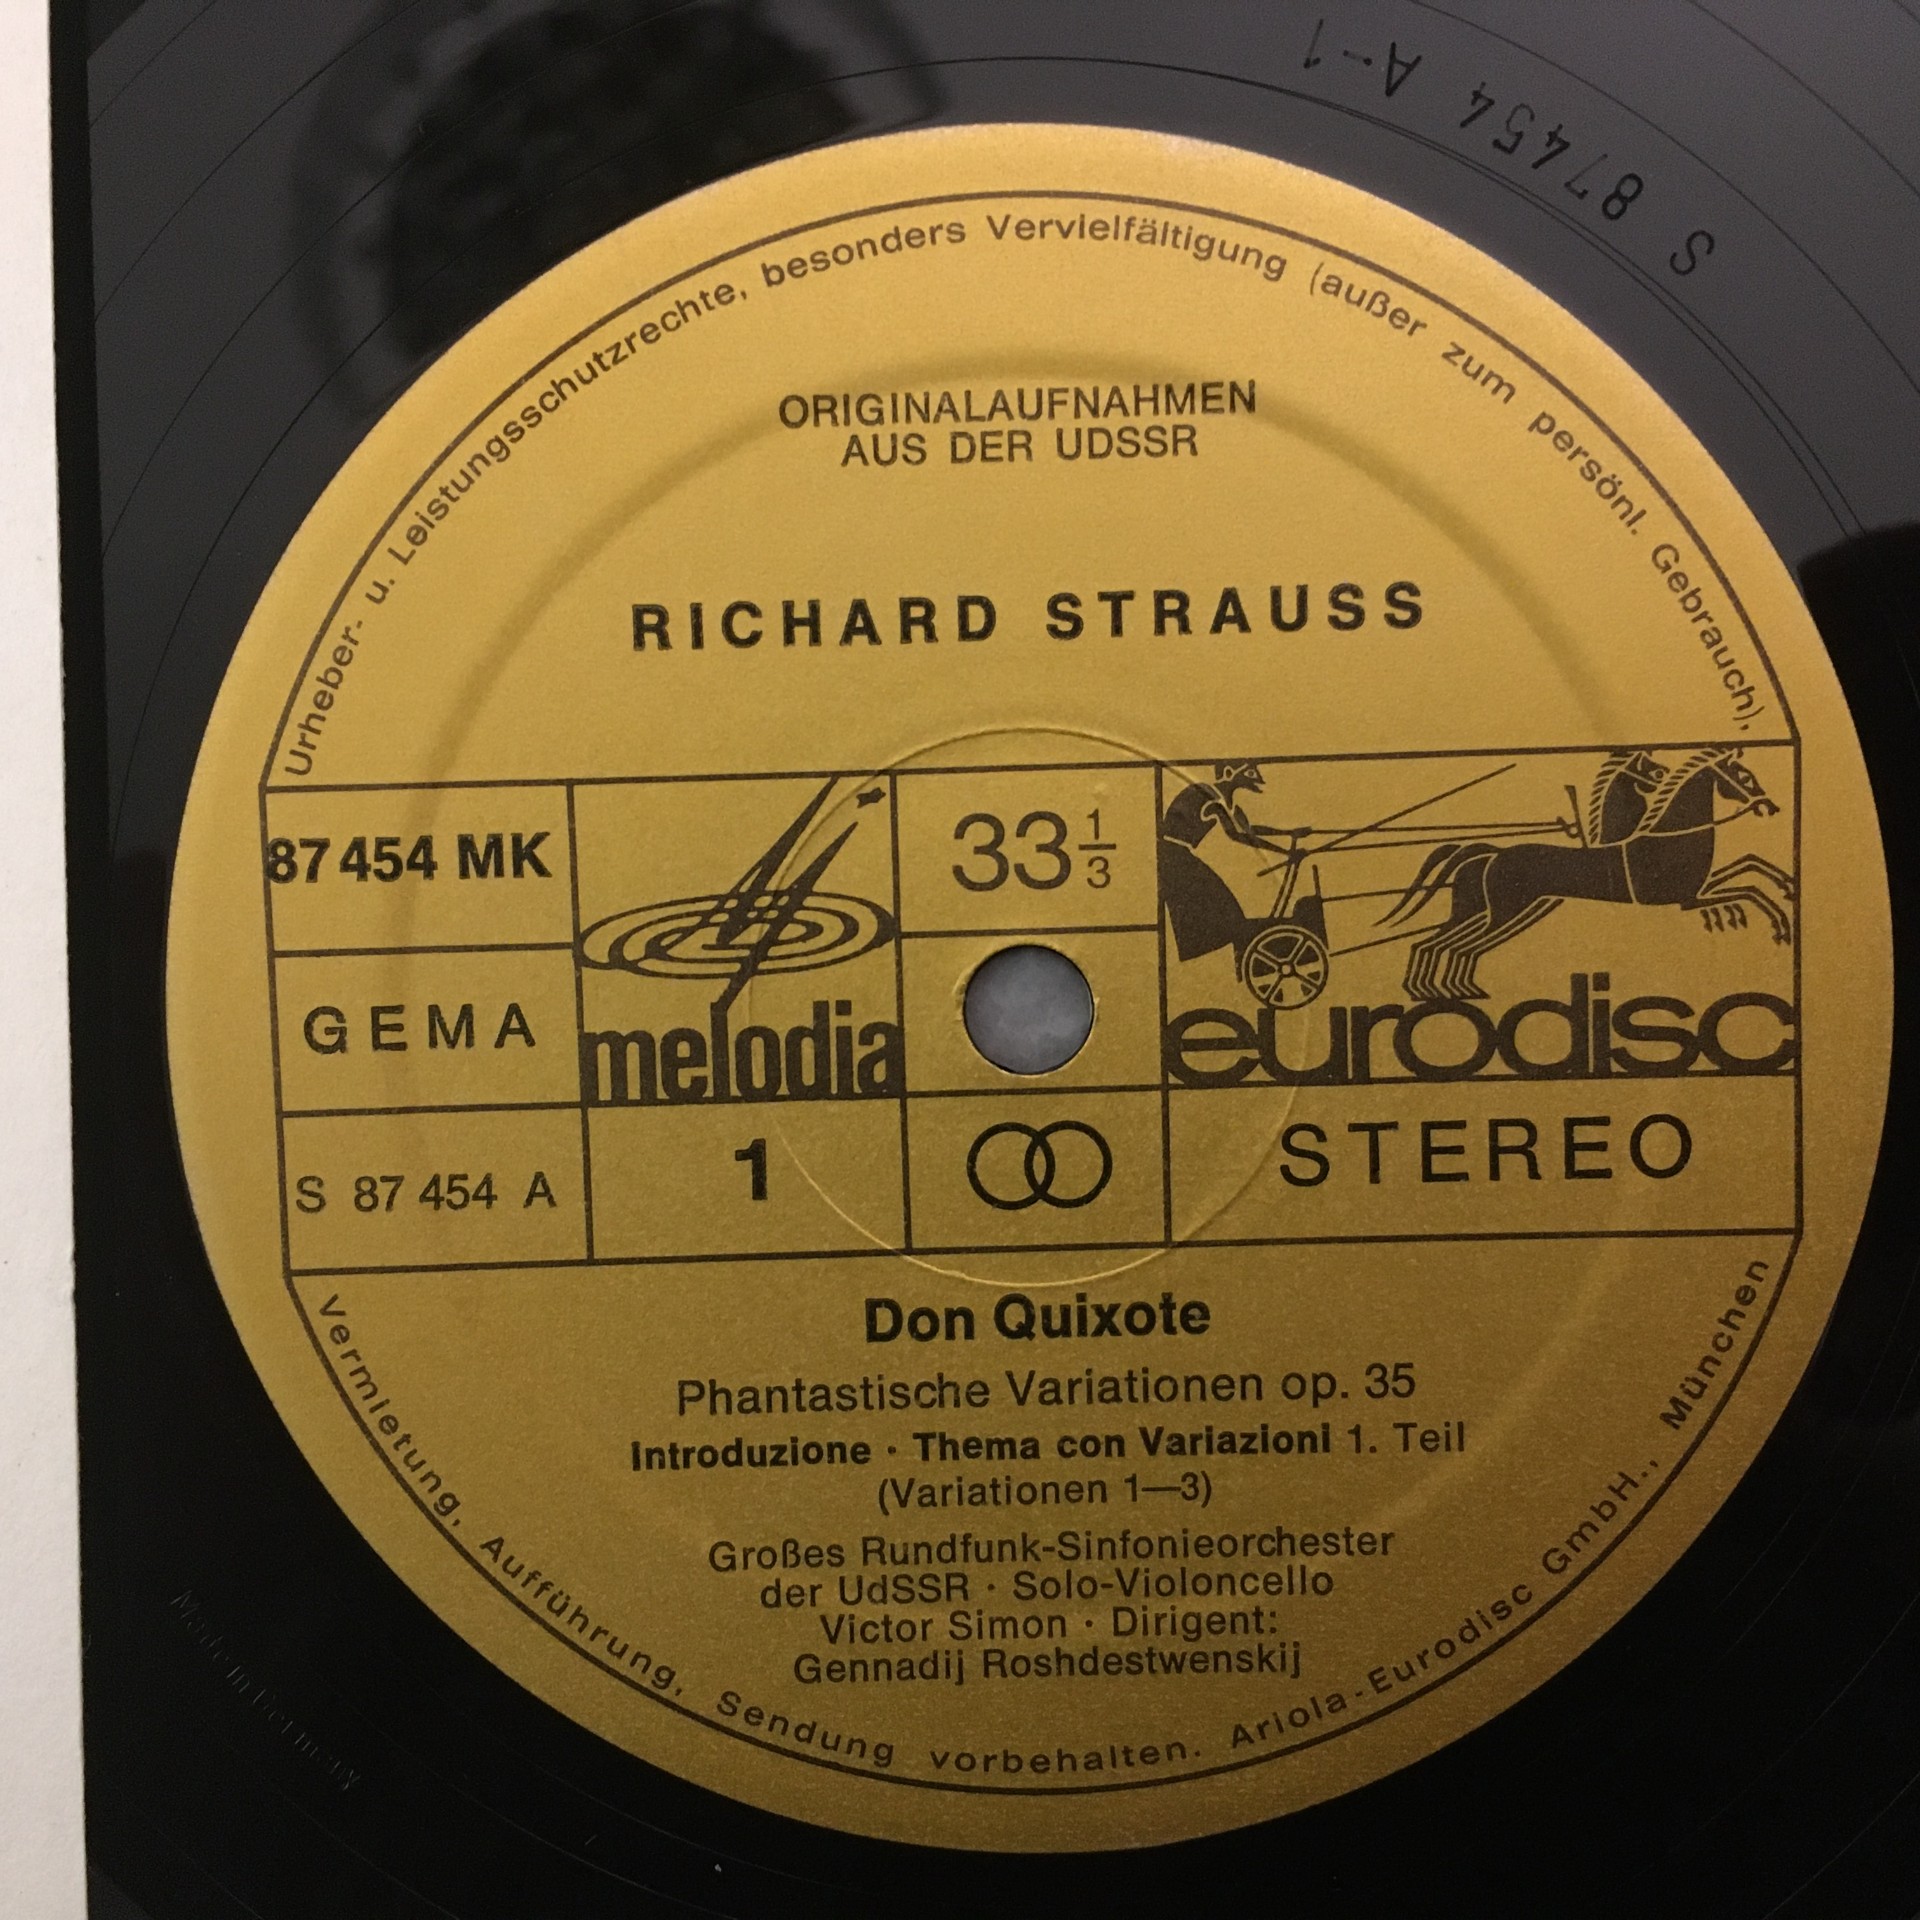 S 87454 A-1
Urheber- u. Leistungsschutzrechte, besonders Vervielfältigung (außer zum persönl. Gebrauch),
ORIGINALAUFNAHMEN
AUS DER UDSSR
RICHARD STRAUSS
87 454 MK
GEMA
S 87 454 A
melodia
1
33 1/3
eurodisc
STEREO
Don Quixote
Phantastische Variationen op. 35
Introduzione · Thema con Variazioni 1. Teil
(Variationen 1—3)
Großes Rundfunk-Sinfonieorchester
der UdSSR · Solo-Violoncello
Victor Simon · Dirigent:
Gennadij Roshdestwenskij
Vermietung, Aufführung, Sendung vorbehalten. Ariola-Eurodisc GmbH., München
Made in Germany